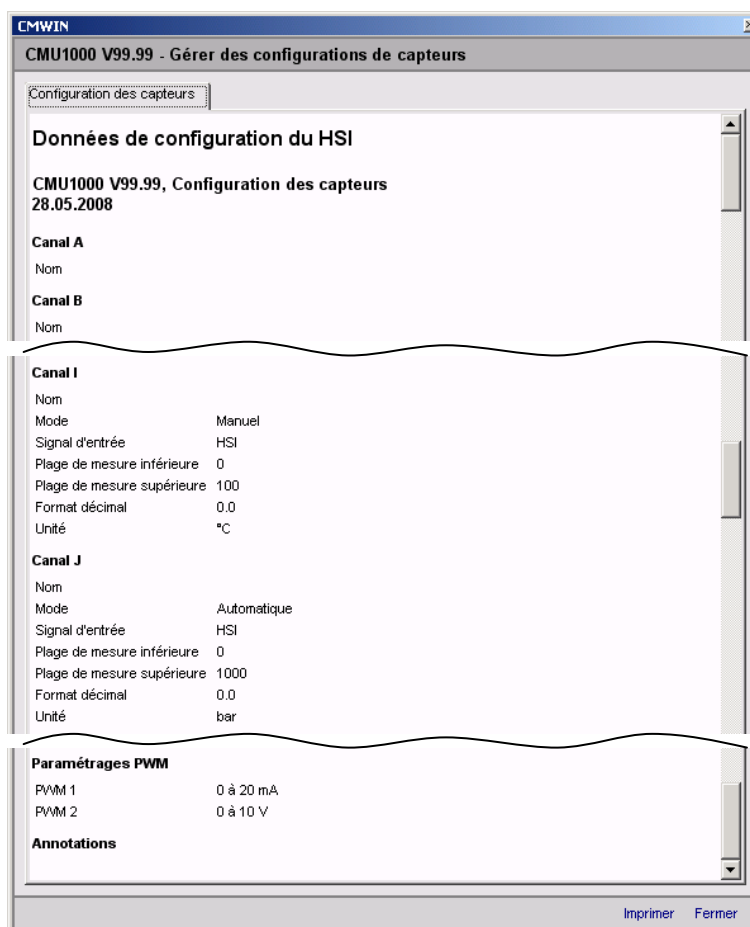 CMWIN
CMU1000 V99.99 - Gérer des configurations de capteurs
Configuration des capteurs
Données de configuration du HSI
CMU1000 V99.99, Configuration des capteurs
28.05.2008
Canal A
Nom
Canal B
Nom
Canal I
Nom
Mode Manuel
Signal d'entrée HSI
Plage de mesure inférieure 0
Plage de mesure supérieure 100
Format décimal 0.0
Unité °C
Canal J
Nom
Mode Automatique
Signal d'entrée HSI
Plage de mesure inférieure 0
Plage de mesure supérieure 1000
Format décimal 0.0
Unité bar
Paramétrages PWM
PWM 1 0 à 20 mA
PWM 2 0 à 10 V
Annotations
Imprimer Fermer